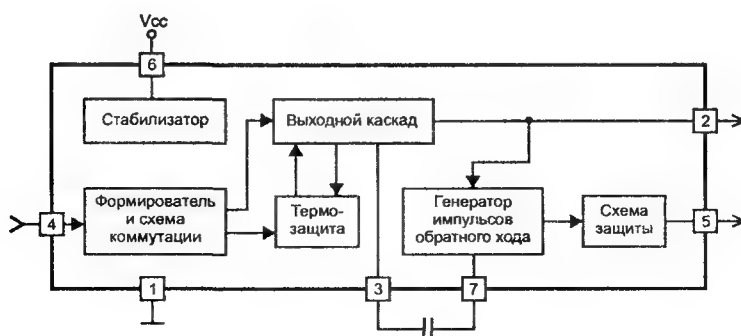 Vcc
6
Стабилизатор
Выходной каскад
2
4
Формирователь
и схема
коммутации
Термо-
защита
Генератор
импульсов
обратного хода
Схема
защиты
5
1
3
7